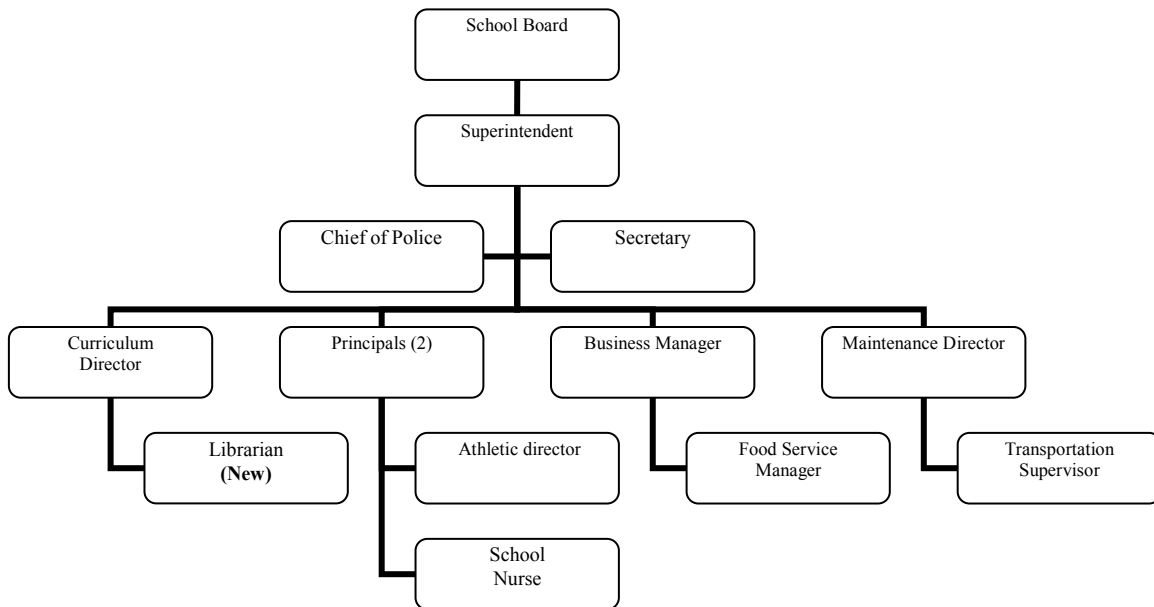 School Board
Superintendent
Chief of Police
Secretary
Curriculum
Director
Principals (2)
Business Manager
Maintenance Director
Librarian
(New)
Athletic director
Food Service
Manager
Transportation
Supervisor
School
Nurse